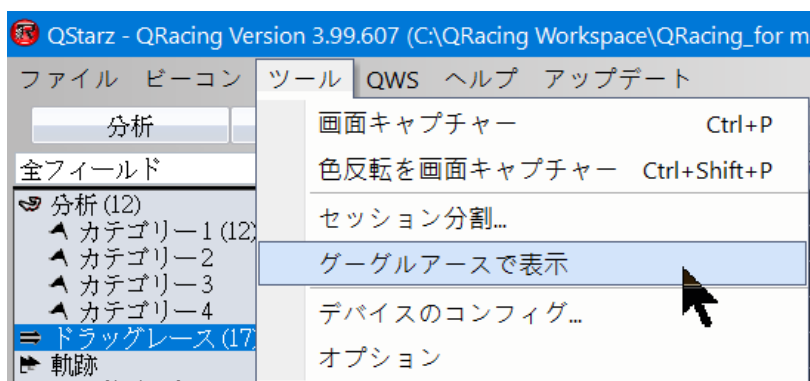 QStarz - QRacing Version 3.99.607 (C:\QRacing Workspace\QRacing_for m
ファイル ビーコン ツール QWS ヘルプ アップデート
分析
全フィールド
分析 (12)
カテゴリー1 (12)
カテゴリー2
カテゴリー3
カテゴリー4
ドラッグレース (17)
軌跡
画面キャプチャー Ctrl+P
色反転を画面キャプチャー Ctrl+Shift+P
セッション分割...
グーグルアースで表示
デバイスのコンフィグ...
オプション